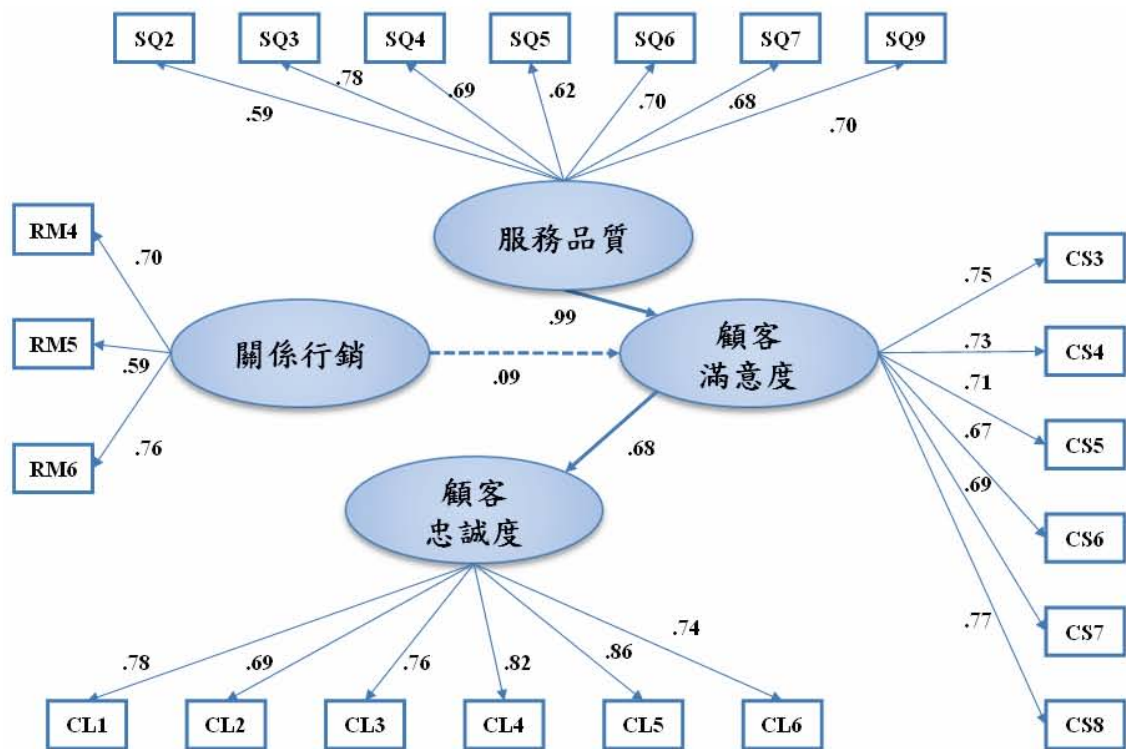 SQ2
SQ3
SQ4
SQ5
SQ6
SQ7
SQ9
.59
.78
.69
.62
.70
.68
.70
服務品質
RM4
RM5
RM6
.70
.59
.76
關係行銷
.99
.09
顧客
滿意度
CS3
CS4
CS5
CS6
CS7
CS8
.75
.73
.71
.67
.69
.77
.68
顧客
忠誠度
.78
.69
.76
.82
.86
.74
CL1
CL2
CL3
CL4
CL5
CL6